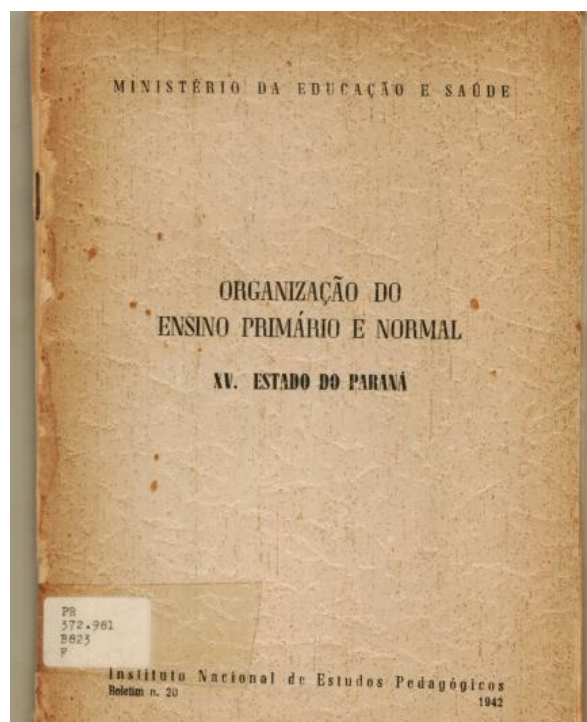 MINISTÉRIO DA EDUCAÇÃO E SAÚDE
ORGANIZAÇÃO DO
ENSINO PRIMÁRIO E NORMAL
XV. ESTADO DO PARANÁ
PR
372.981
B823
F
Instituto Nacional de Estudos Pedagógicos
Boletim n. 20
1942